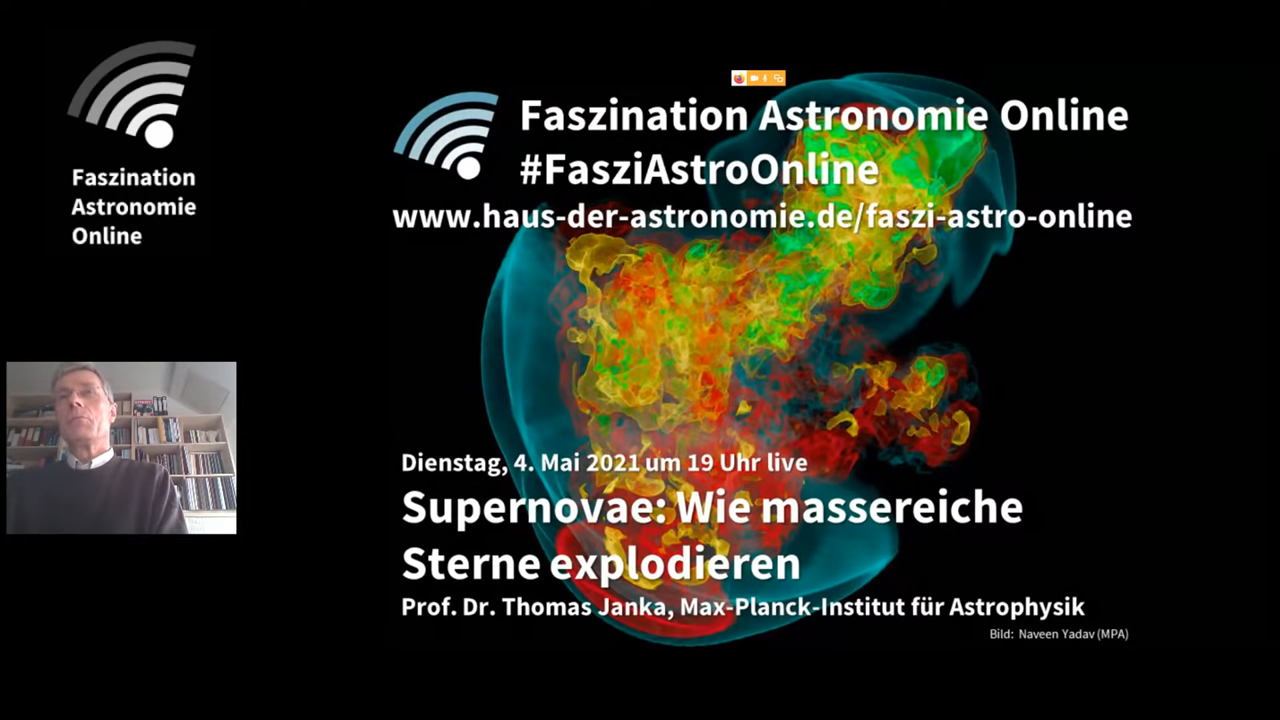 Faszination
Astronomie
Online
Faszination Astronomie Online
#FasziAstroOnline
www.haus-der-astronomie.de/faszi-astro-online
Dienstag, 4. Mai 2021 um 19 Uhr live
Supernovae: Wie massereiche
Sterne explodieren
Prof. Dr. Thomas Janka, Max-Planck-Institut für Astrophysik
Bild: Naveen Yadav (MPA)